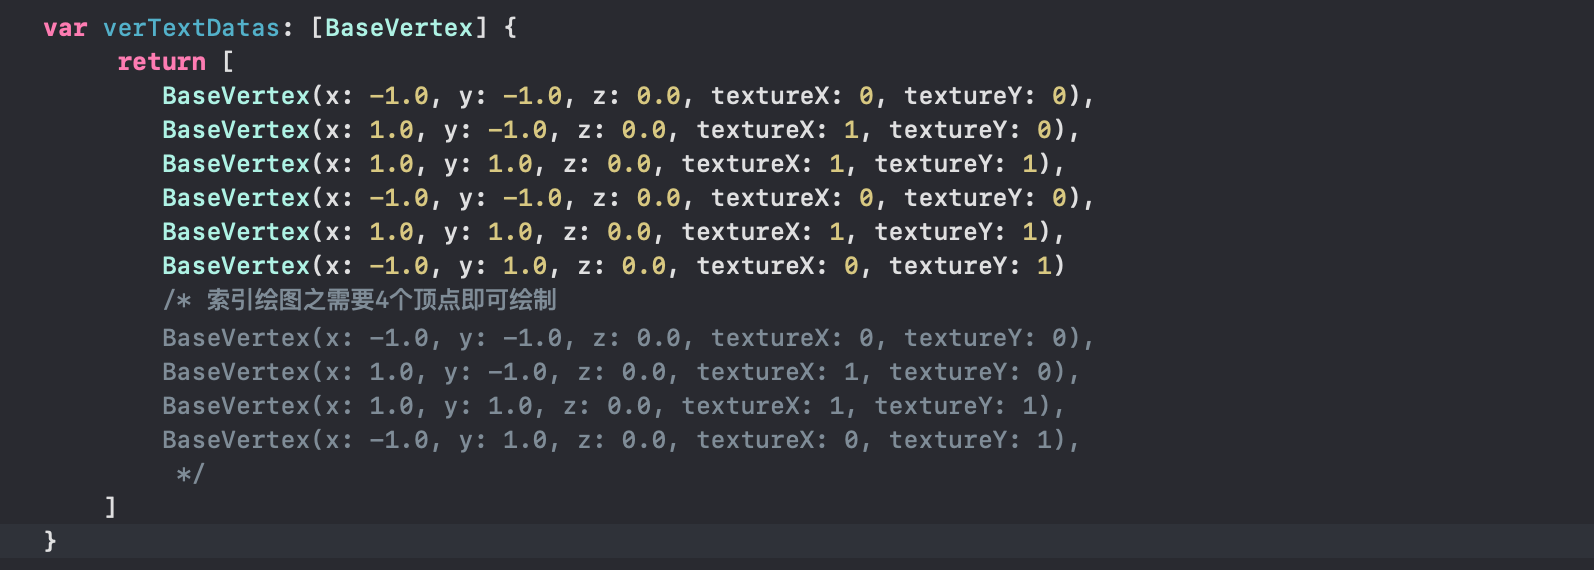 var verTextDatas: [BaseVertex] {
return [
BaseVertex(x: -1.0, y: -1.0, z: 0.0, textureX: 0, textureY: 0),
BaseVertex(x: 1.0, y: -1.0, z: 0.0, textureX: 1, textureY: 0),
BaseVertex(x: 1.0, y: 1.0, z: 0.0, textureX: 1, textureY: 1),
BaseVertex(x: -1.0, y: -1.0, z: 0.0, textureX: 0, textureY: 0),
BaseVertex(x: 1.0, y: 1.0, z: 0.0, textureX: 1, textureY: 1),
BaseVertex(x: -1.0, y: 1.0, z: 0.0, textureX: 0, textureY: 1)
/* 索引绘图之需要4个顶点即可绘制
BaseVertex(x: -1.0, y: -1.0, z: 0.0, textureX: 0, textureY: 0),
BaseVertex(x: 1.0, y: -1.0, z: 0.0, textureX: 1, textureY: 0),
BaseVertex(x: 1.0, y: 1.0, z: 0.0, textureX: 1, textureY: 1),
BaseVertex(x: -1.0, y: 1.0, z: 0.0, textureX: 0, textureY: 1),
*/
]
}